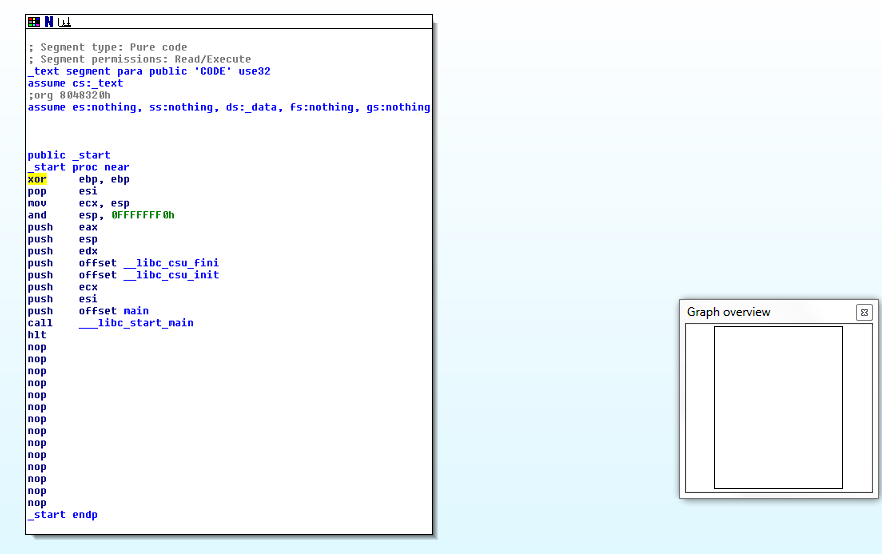 ; Segment type: Pure code
; Segment permissions: Read/Execute
_text segment para public 'CODE' use32
assume cs:_text
;org 8048320h
assume es:nothing, ss:nothing, ds:_data, fs:nothing, gs:nothing
public _start
_start proc near
xor     ebp, ebp
pop     esi
mov     ecx, esp
and     esp, 0FFFFFFF0h
push    eax
push    esp
push    edx
push    offset __libc_csu_fini
push    offset __libc_csu_init
push    ecx
push    esi
push    offset main
call    ___libc_start_main
hlt
nop
nop
nop
nop
nop
nop
nop
nop
nop
nop
nop
nop
nop
nop
_start endp
Graph overview